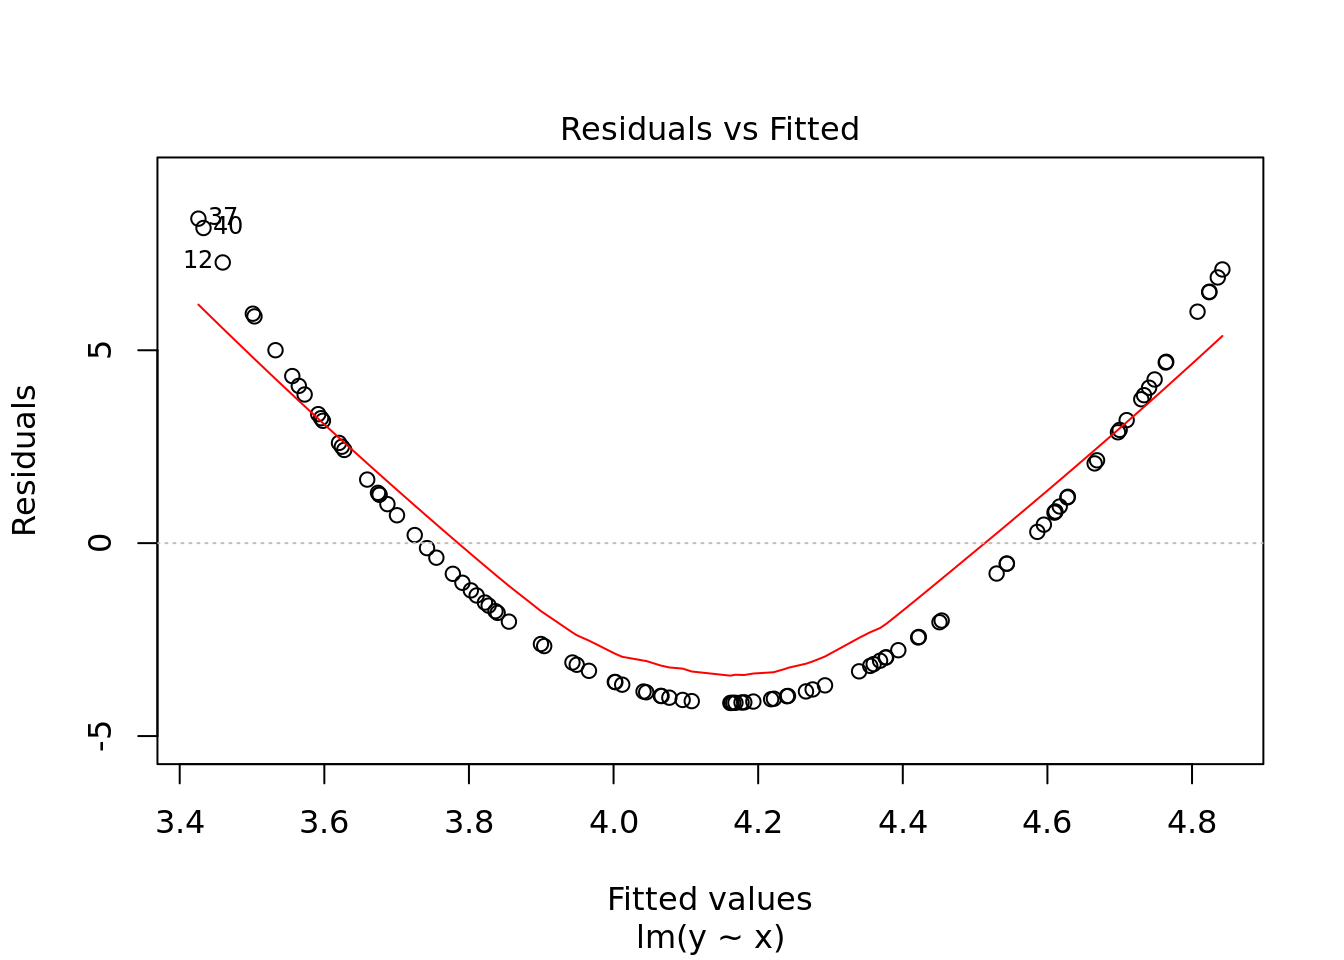 Residuals vs Fitted
37
40
12
Residuals
5
0
-5
3.4 3.6 3.8 4.0 4.2 4.4 4.6 4.8
Fitted values
lm(y ~ x)